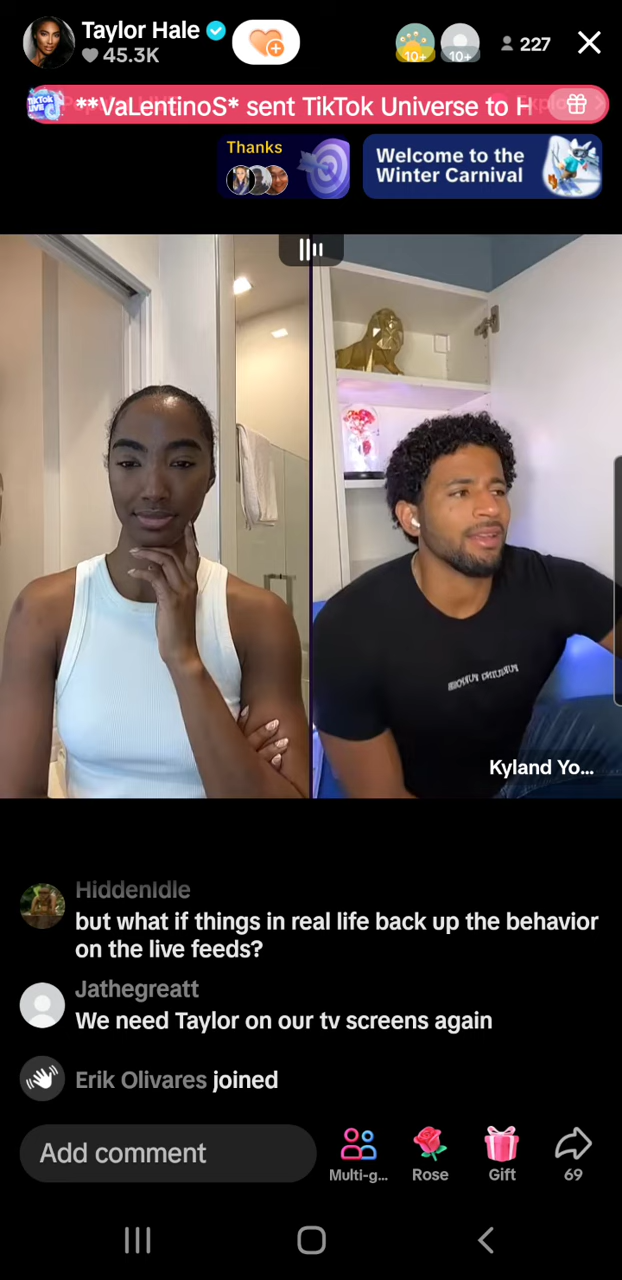 Taylor Hale
45.3K
10+
10+
227
**VaLentinoS* sent TikTok Universe to H
Thanks
Welcome to the
Winter Carnival
Kyland Yo...
HiddenIdle
but what if things in real life back up the behavior
on the live feeds?
Jathegreatt
We need Taylor on our tv screens again
Erik Olivares joined
Add comment
Multi-g...
Rose
Gift
69